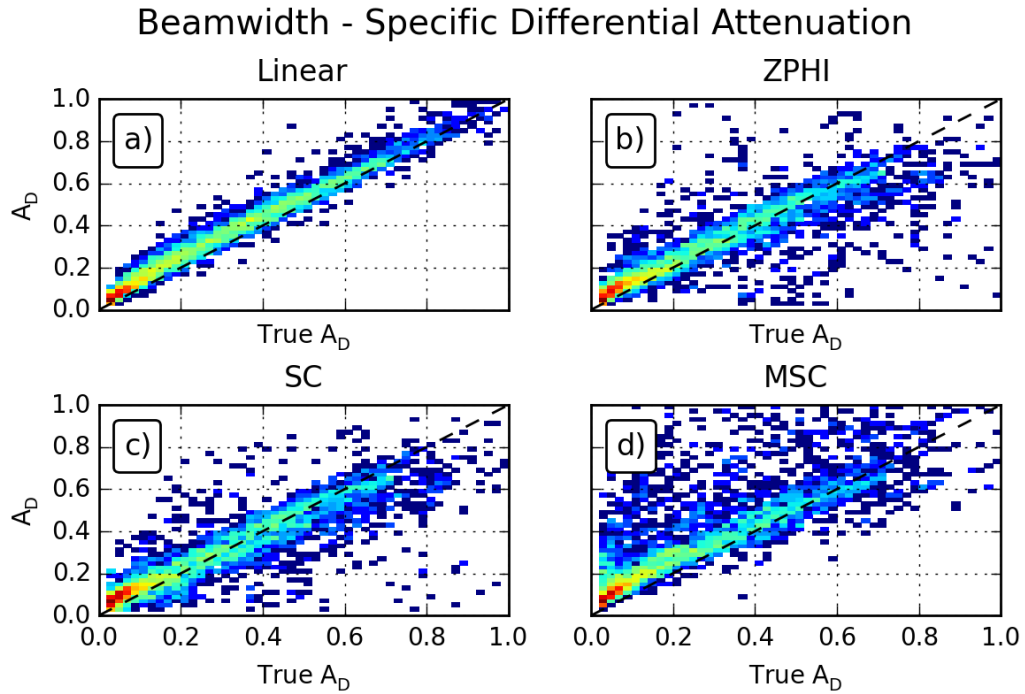 Beamwidth - Specific Differential Attenuation
Linear
ZPHI
1.0
0.8
0.6
0.4
0.2
0.0
A_D
a)
b)
True A_D
True A_D
SC
MSC
1.0
0.8
0.6
0.4
0.2
0.0
A_D
c)
d)
0.0 0.2 0.4 0.6 0.8 1.0
0.0 0.2 0.4 0.6 0.8 1.0
True A_D
True A_D